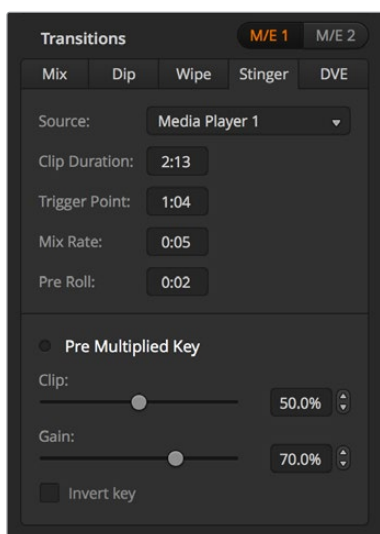 Transitions M/E 1 M/E 2
Mix Dip Wipe Stinger DVE
Source: Media Player 1
Clip Duration: 2:13
Trigger Point: 1:04
Mix Rate: 0:05
Pre Roll: 0:02
Pre Multiplied Key
Clip:
50.0%
Gain:
70.0%
Invert key